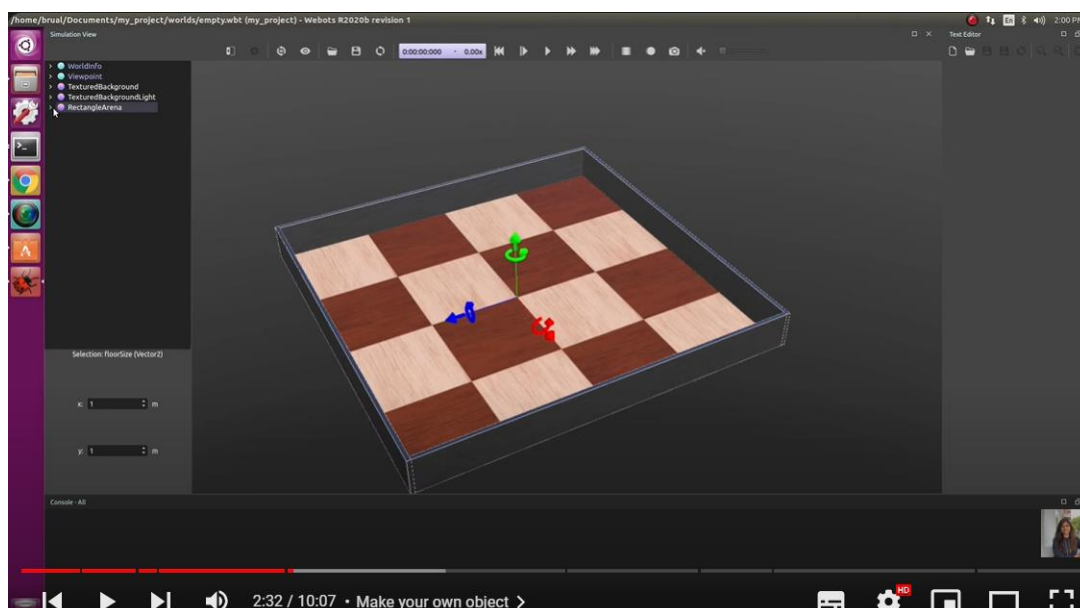 /home/brual/Documents/my_project/worlds/empty.wbt (my_project) - Webots R2020b revision 1
En
2:00 PM
Simulation View
Text Editor
0:00:00:000 - 0.00x
WorldInfo
Viewpoint
TexturedBackground
TexturedBackgroundLight
RectangleArena
Selection: floorSize (Vector2)
x: 1 m
y: 1 m
Console - All
2:32 / 10:07 • Make your own object >
HD